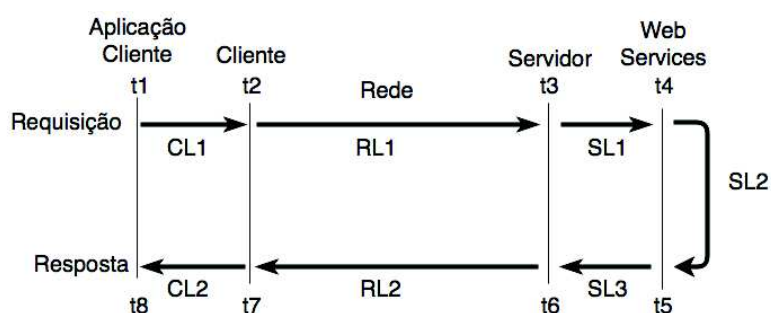 Aplicação
Cliente
Cliente
Servidor
Web
Services
t1
t2
Rede
t3
t4
Requisição
CL1
RL1
SL1
SL2
Resposta
CL2
RL2
SL3
t8
t7
t6
t5